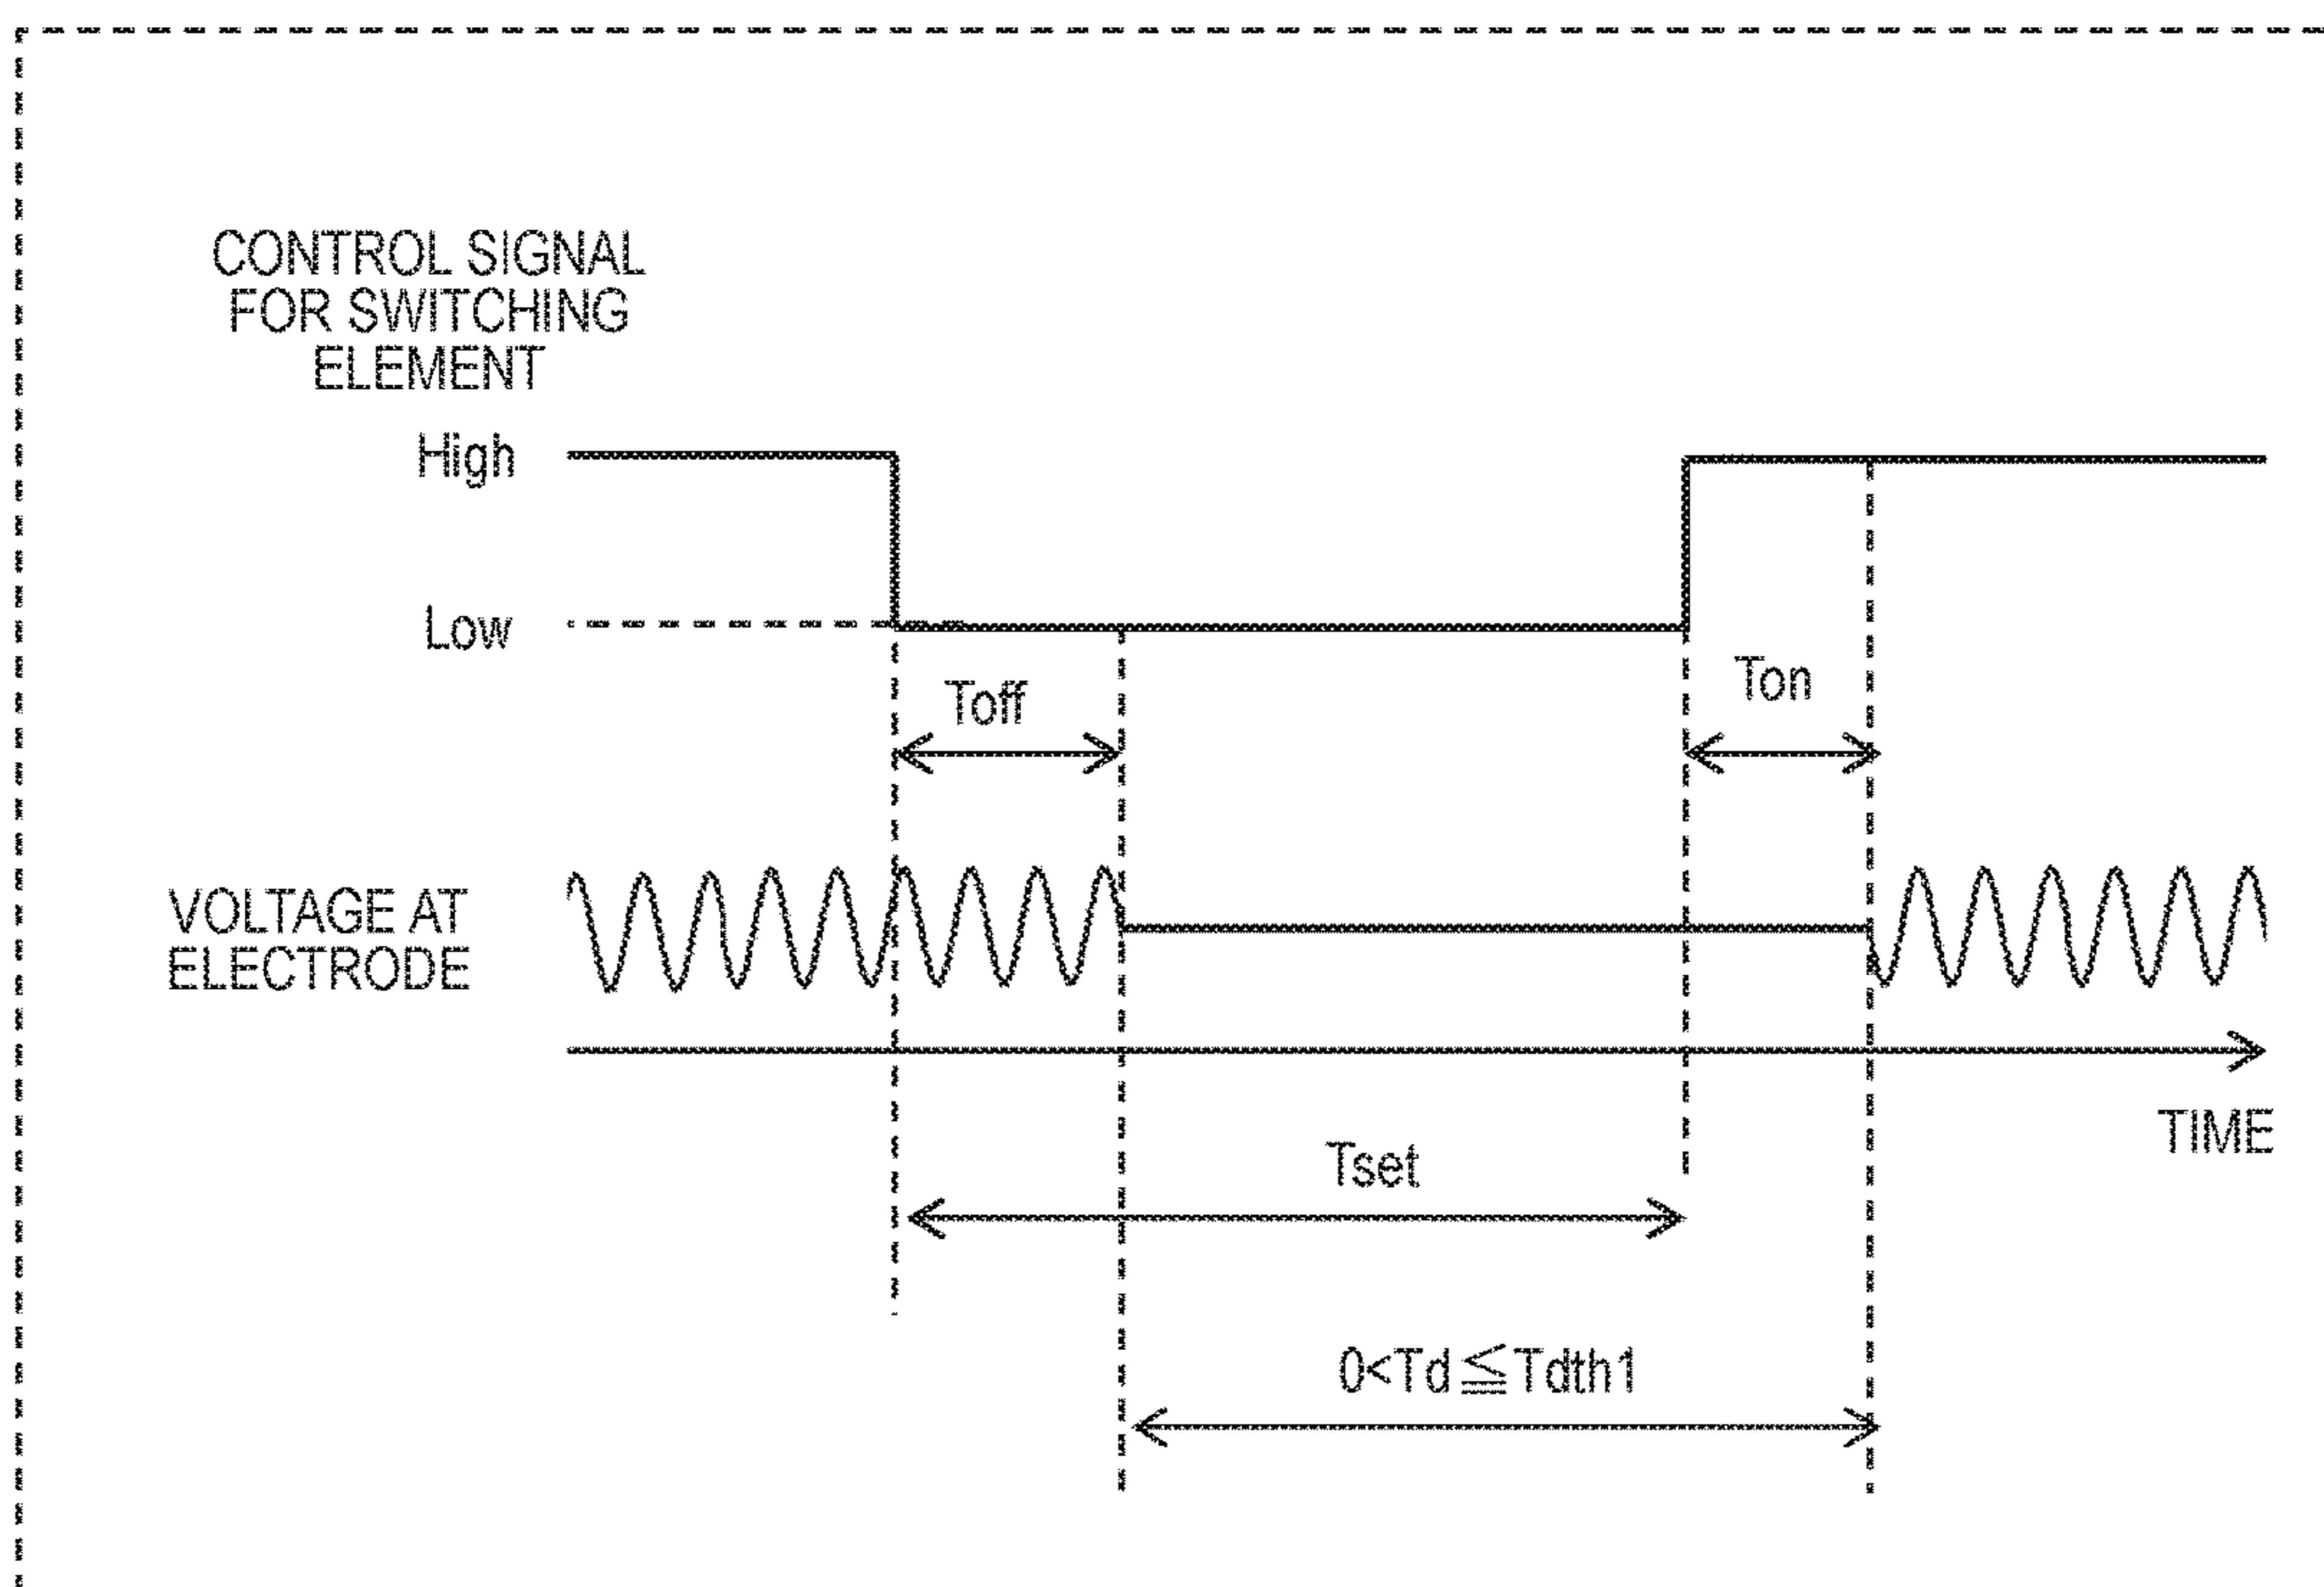 CONTROL SIGNAL
FOR SWITCHING
ELEMENT
High
Low
Toff
Ton
VOLTAGE AT
ELECTRODE
TIME
Tset
0<Td≦Tdth1